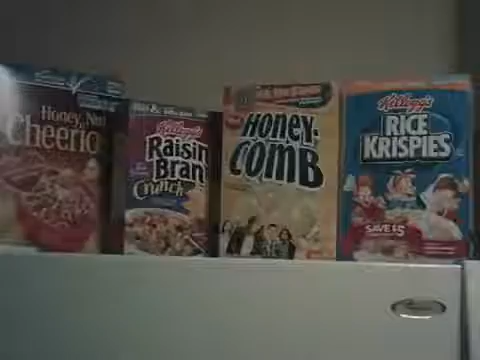 Honey Nut
Cheerio
Kellogg's
Raisin
Bran
Crunch
HONEY-
COMB
Kellogg's
RICE
KRISPIES
SAVE $5